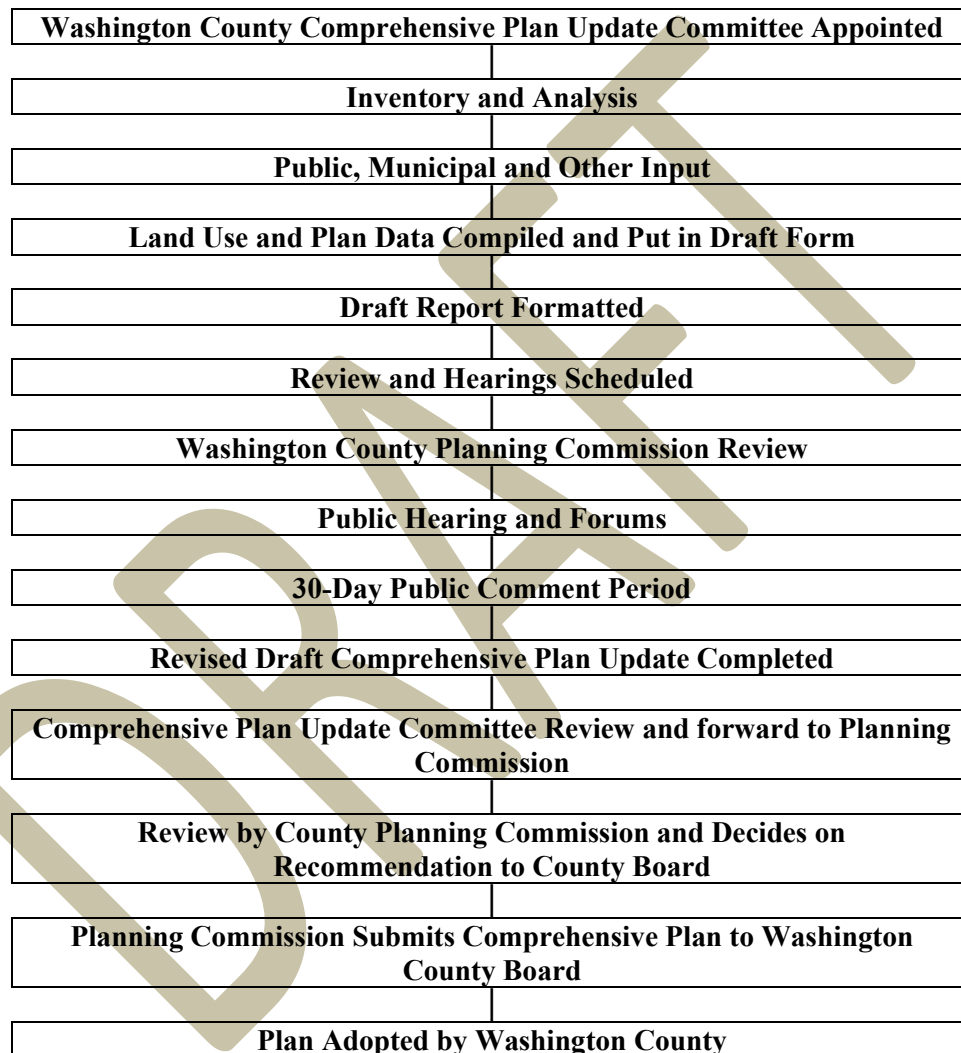 Washington County Comprehensive Plan Update Committee Appointed
Inventory and Analysis
Public, Municipal and Other Input
Land Use and Plan Data Compiled and Put in Draft Form
Draft Report Formatted
Review and Hearings Scheduled
Washington County Planning Commission Review
Public Hearing and Forums
30-Day Public Comment Period
Revised Draft Comprehensive Plan Update Completed
Comprehensive Plan Update Committee Review and forward to Planning
Commission
Review by County Planning Commission and Decides on
Recommendation to County Board
Planning Commission Submits Comprehensive Plan to Washington
County Board
Plan Adopted by Washington County
DRAFT